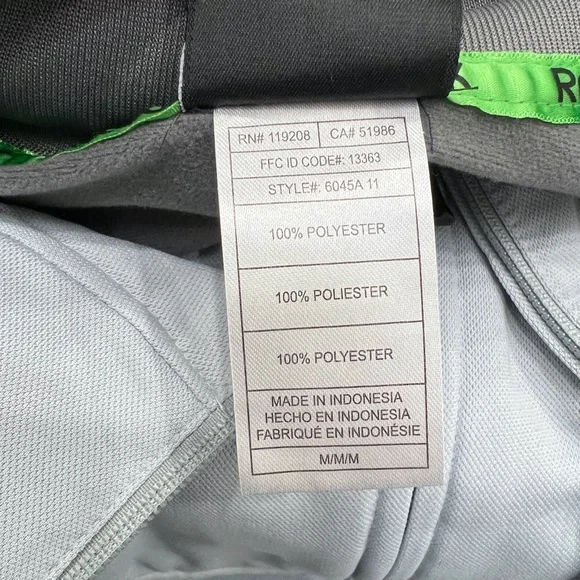 RN# 119208 CA# 51986
FFC ID CODE#: 13363
STYLE#: 6045A 11
100% POLYESTER
100% POLIESTER
100% POLYESTER
MADE IN INDONESIA
HECHO EN INDONESIA
FABRIQUÉ EN INDONÉSIE
M/M/M